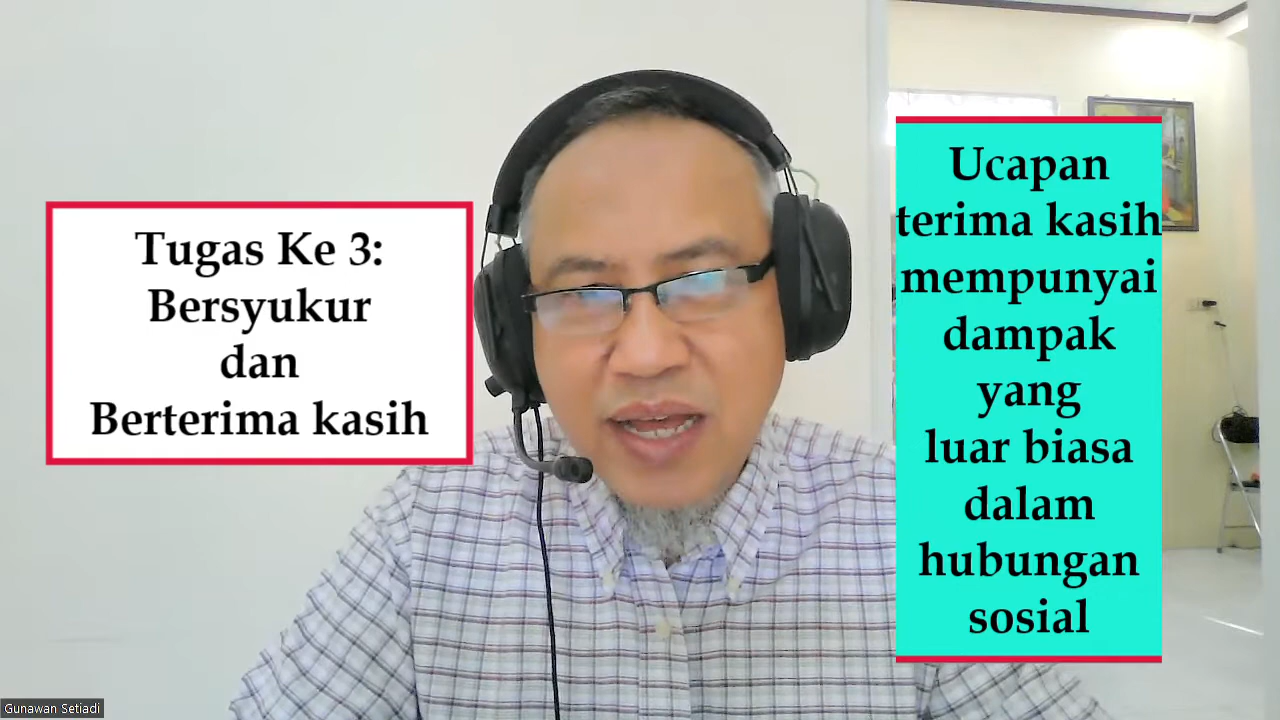 Tugas Ke 3:
Bersyukur
dan
Berterima kasih
Ucapan
terima kasih
mempunyai
dampak
yang
luar biasa
dalam
hubungan
sosial
Gunawan Setiadi